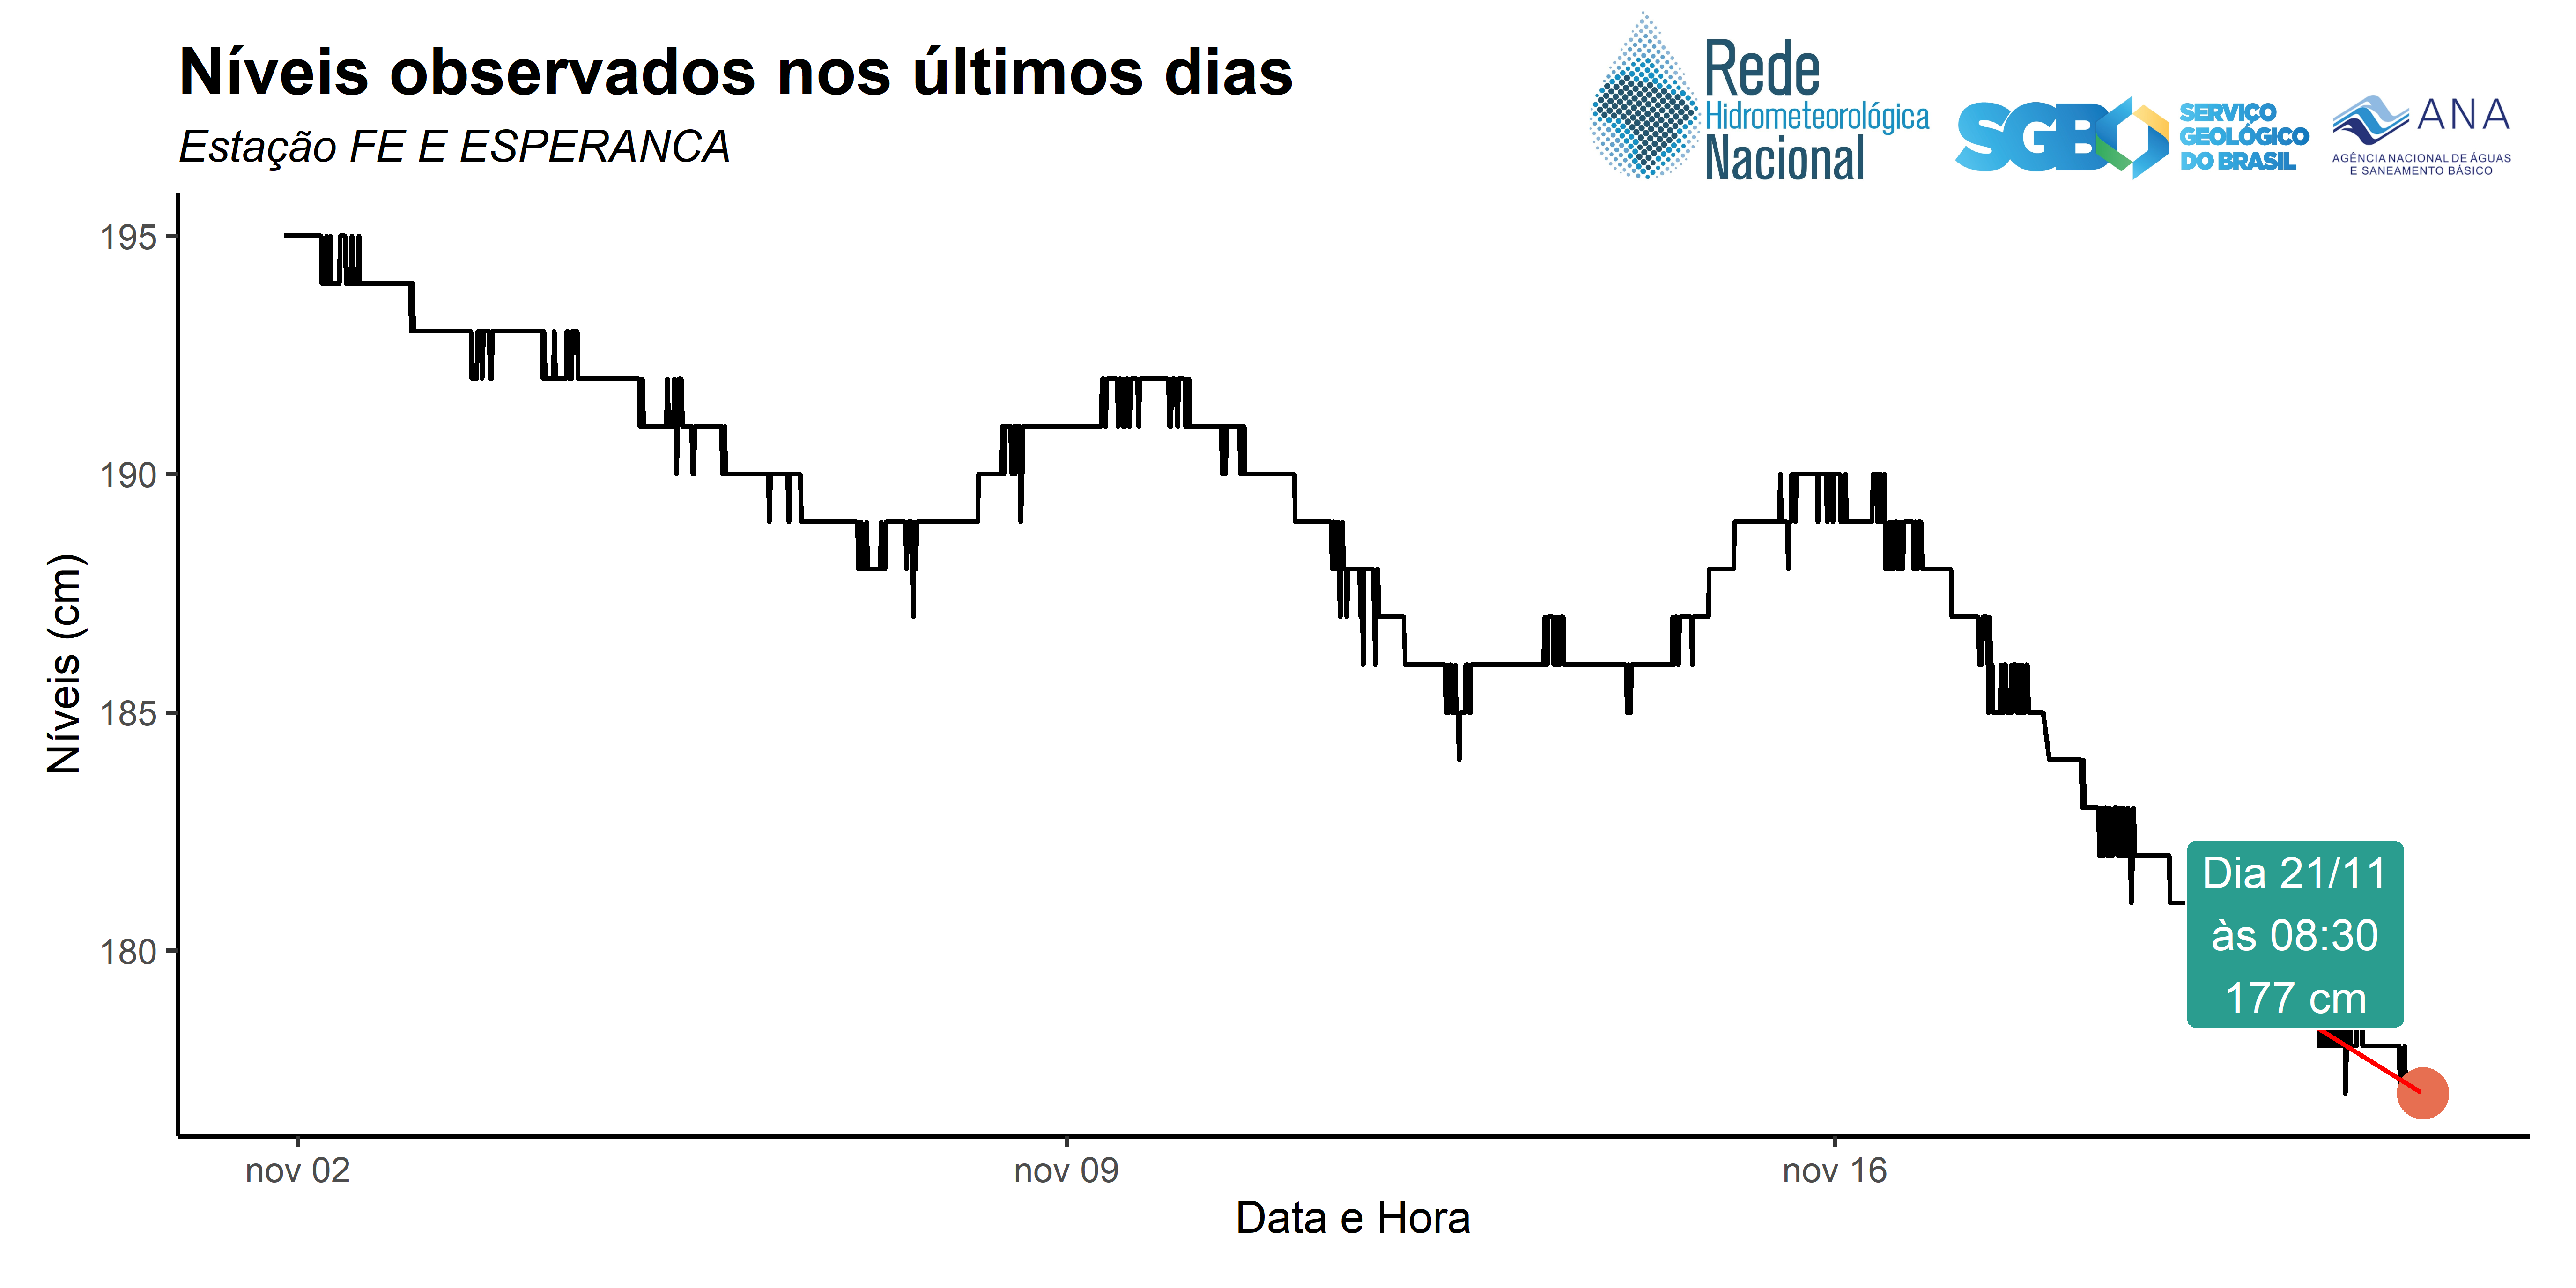 Níveis observados nos últimos dias
Estação FE E ESPERANCA
Rede
Hidrometeorológica
Nacional
SGB
SERVIÇO
GEOLÓGICO
DO BRASIL
ANA
AGÊNCIA NACIONAL DE ÁGUAS
E SANEAMENTO BÁSICO
Níveis (cm)
195
190
185
180
Dia 21/11
às 08:30
177 cm
nov 02
nov 09
nov 16
Data e Hora